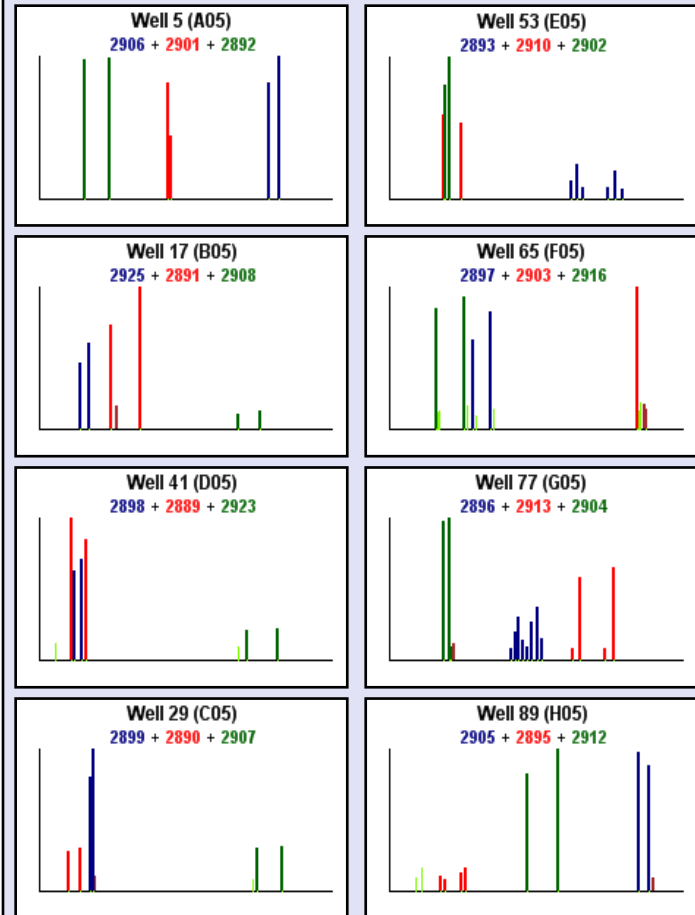 Well 5 (A05)
2906 + 2901 + 2892
Well 53 (E05)
2893 + 2910 + 2902
Well 17 (B05)
2925 + 2891 + 2908
Well 65 (F05)
2897 + 2903 + 2916
Well 41 (D05)
2898 + 2889 + 2923
Well 77 (G05)
2896 + 2913 + 2904
Well 29 (C05)
2899 + 2890 + 2907
Well 89 (H05)
2905 + 2895 + 2912